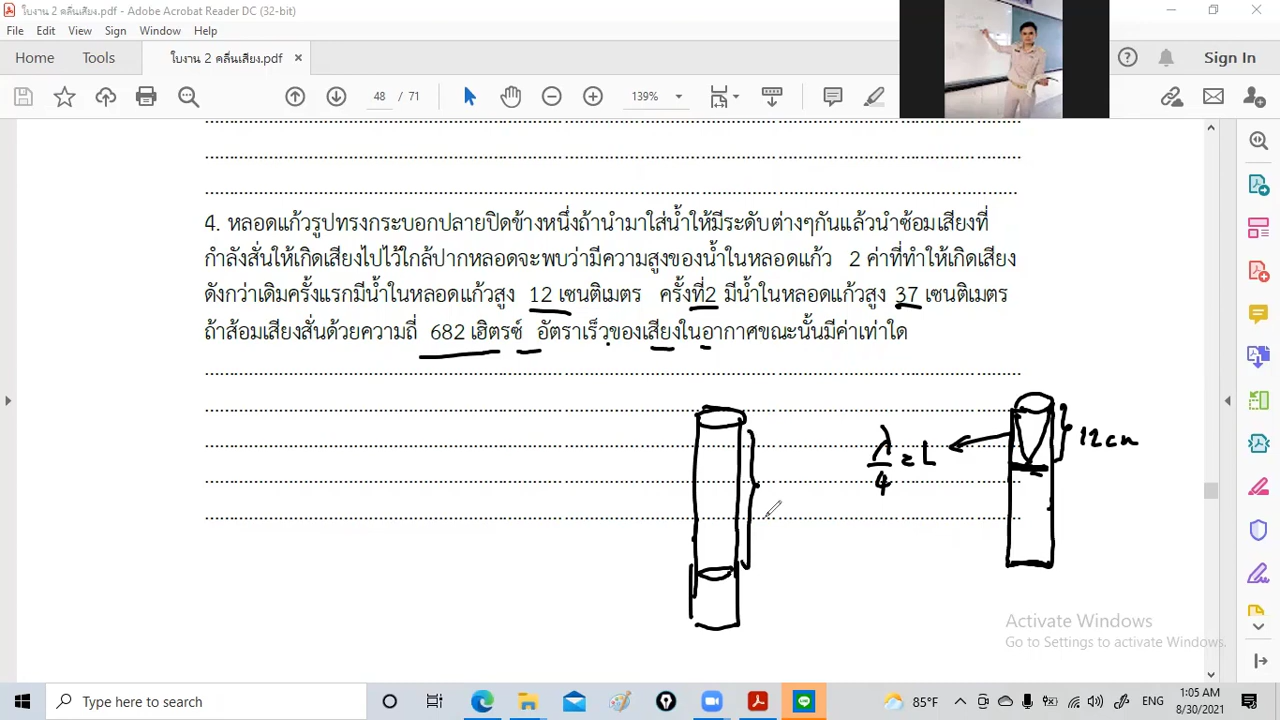 ใบงาน 2 คลื่นเสียง.pdf - Adobe Acrobat Reader DC (32-bit)
File Edit View Sign Window Help
Home Tools ใบงาน 2 คลื่นเสียง.pdf × Sign In
48 / 71 139%
4. หลอดแก้วรูปทรงกระบอกปลายปิดข้างหนึ่งถ้านำมาใส่น้ำให้มีระดับต่างๆกันแล้วนำซ้อมเสียงที่
กำลังสั่นให้เกิดเสียงไปไว้ใกล้ปากหลอดจะพบว่ามีความสูงของน้ำในหลอดแก้ว 2 ค่าที่ทำให้เกิดเสียง
ดังกว่าเดิมครั้งแรกมีน้ำในหลอดแก้วสูง 12 เซนติเมตร ครั้งที่2 มีน้ำในหลอดแก้วสูง 37 เซนติเมตร
ถ้าส้อมเสียงสั่นด้วยความถี่ 682 เฮิตรซ์ อัตราเร็วของเสียงในอากาศขณะนั้นมีค่าเท่าใด
λ/4 = L
12 cm
Activate Windows
Go to Settings to activate Windows.
Type here to search
85°F
ENG
1:05 AM
8/30/2021